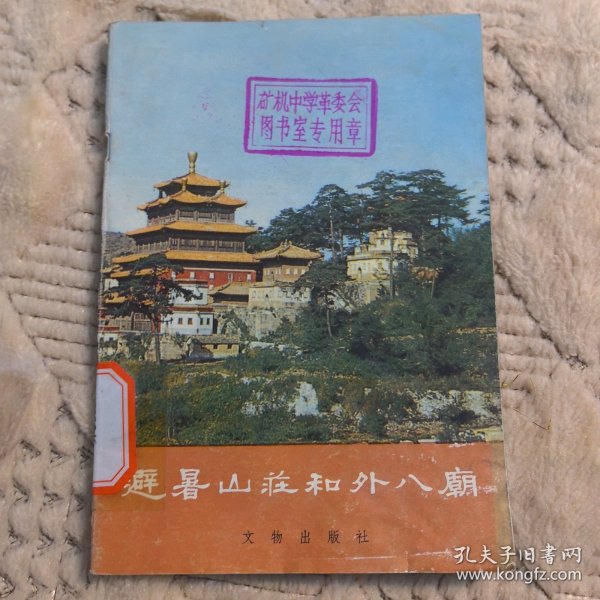 矿机中学革委会
图书室专用章
避暑山莊和外八廟
文物出版社
孔夫子旧书网
www.kongfz.com